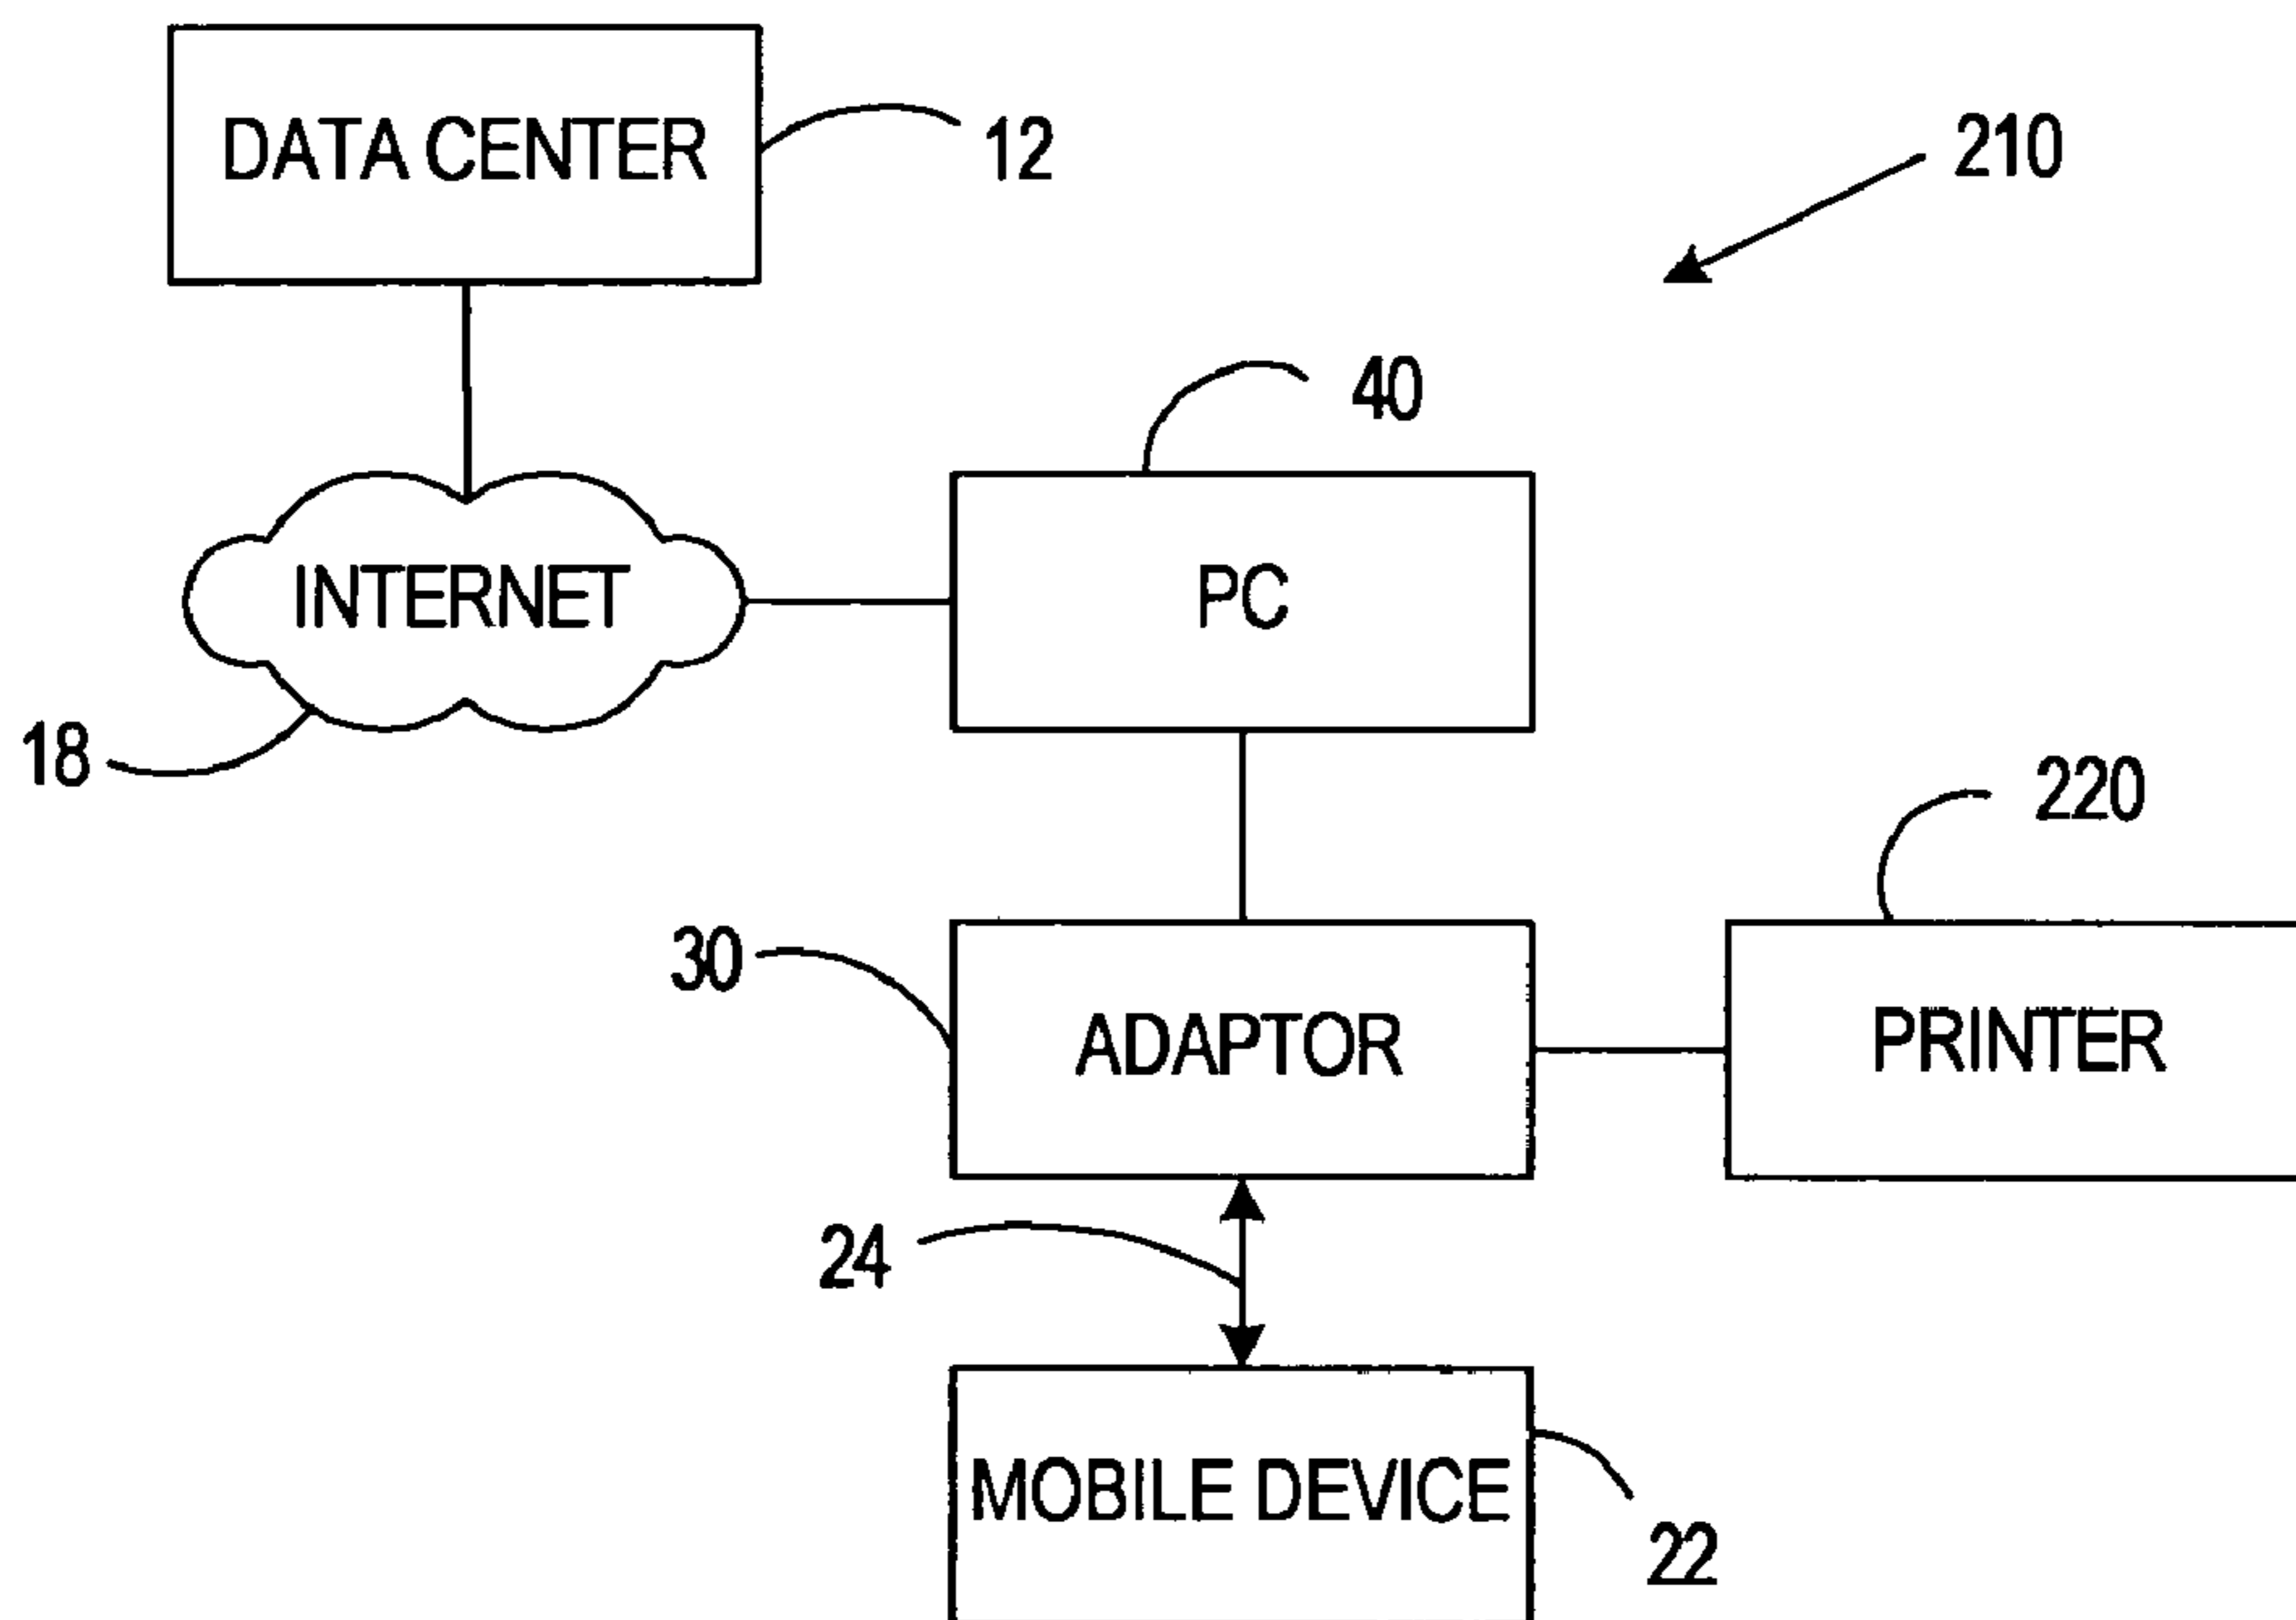 DATA CENTER
12
210
40
INTERNET
PC
18
220
30
ADAPTOR
PRINTER
24
MOBILE DEVICE
22